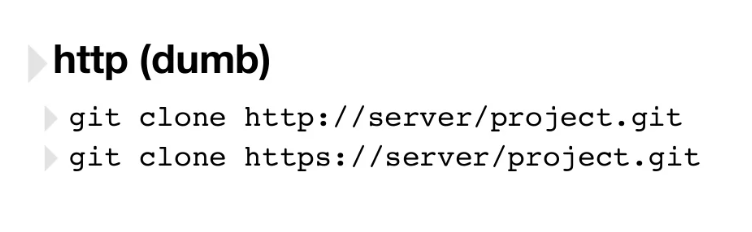 http (dumb)
git clone http://server/project.git
git clone https://server/project.git